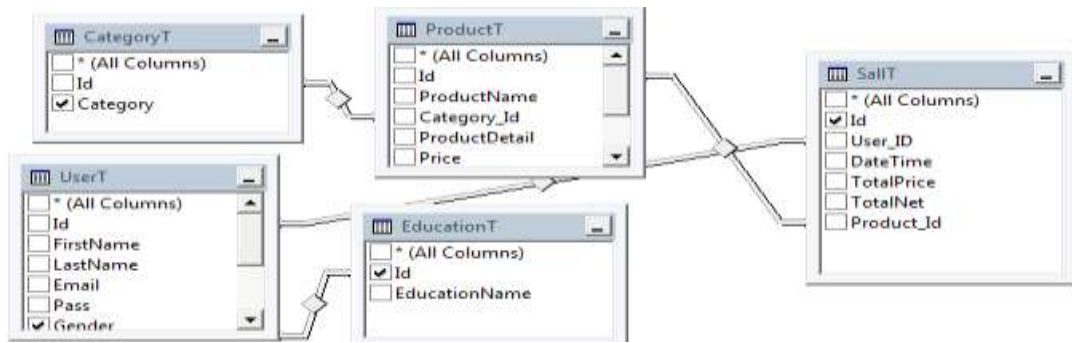 CategoryT
* (All Columns)
Id
Category
ProductT
* (All Columns)
Id
ProductName
Category_Id
ProductDetail
Price
SallT
* (All Columns)
Id
User_ID
DateTime
TotalPrice
TotalNet
Product_Id
UserT
* (All Columns)
Id
FirstName
LastName
Email
Pass
Gender
EducationT
* (All Columns)
Id
EducationName